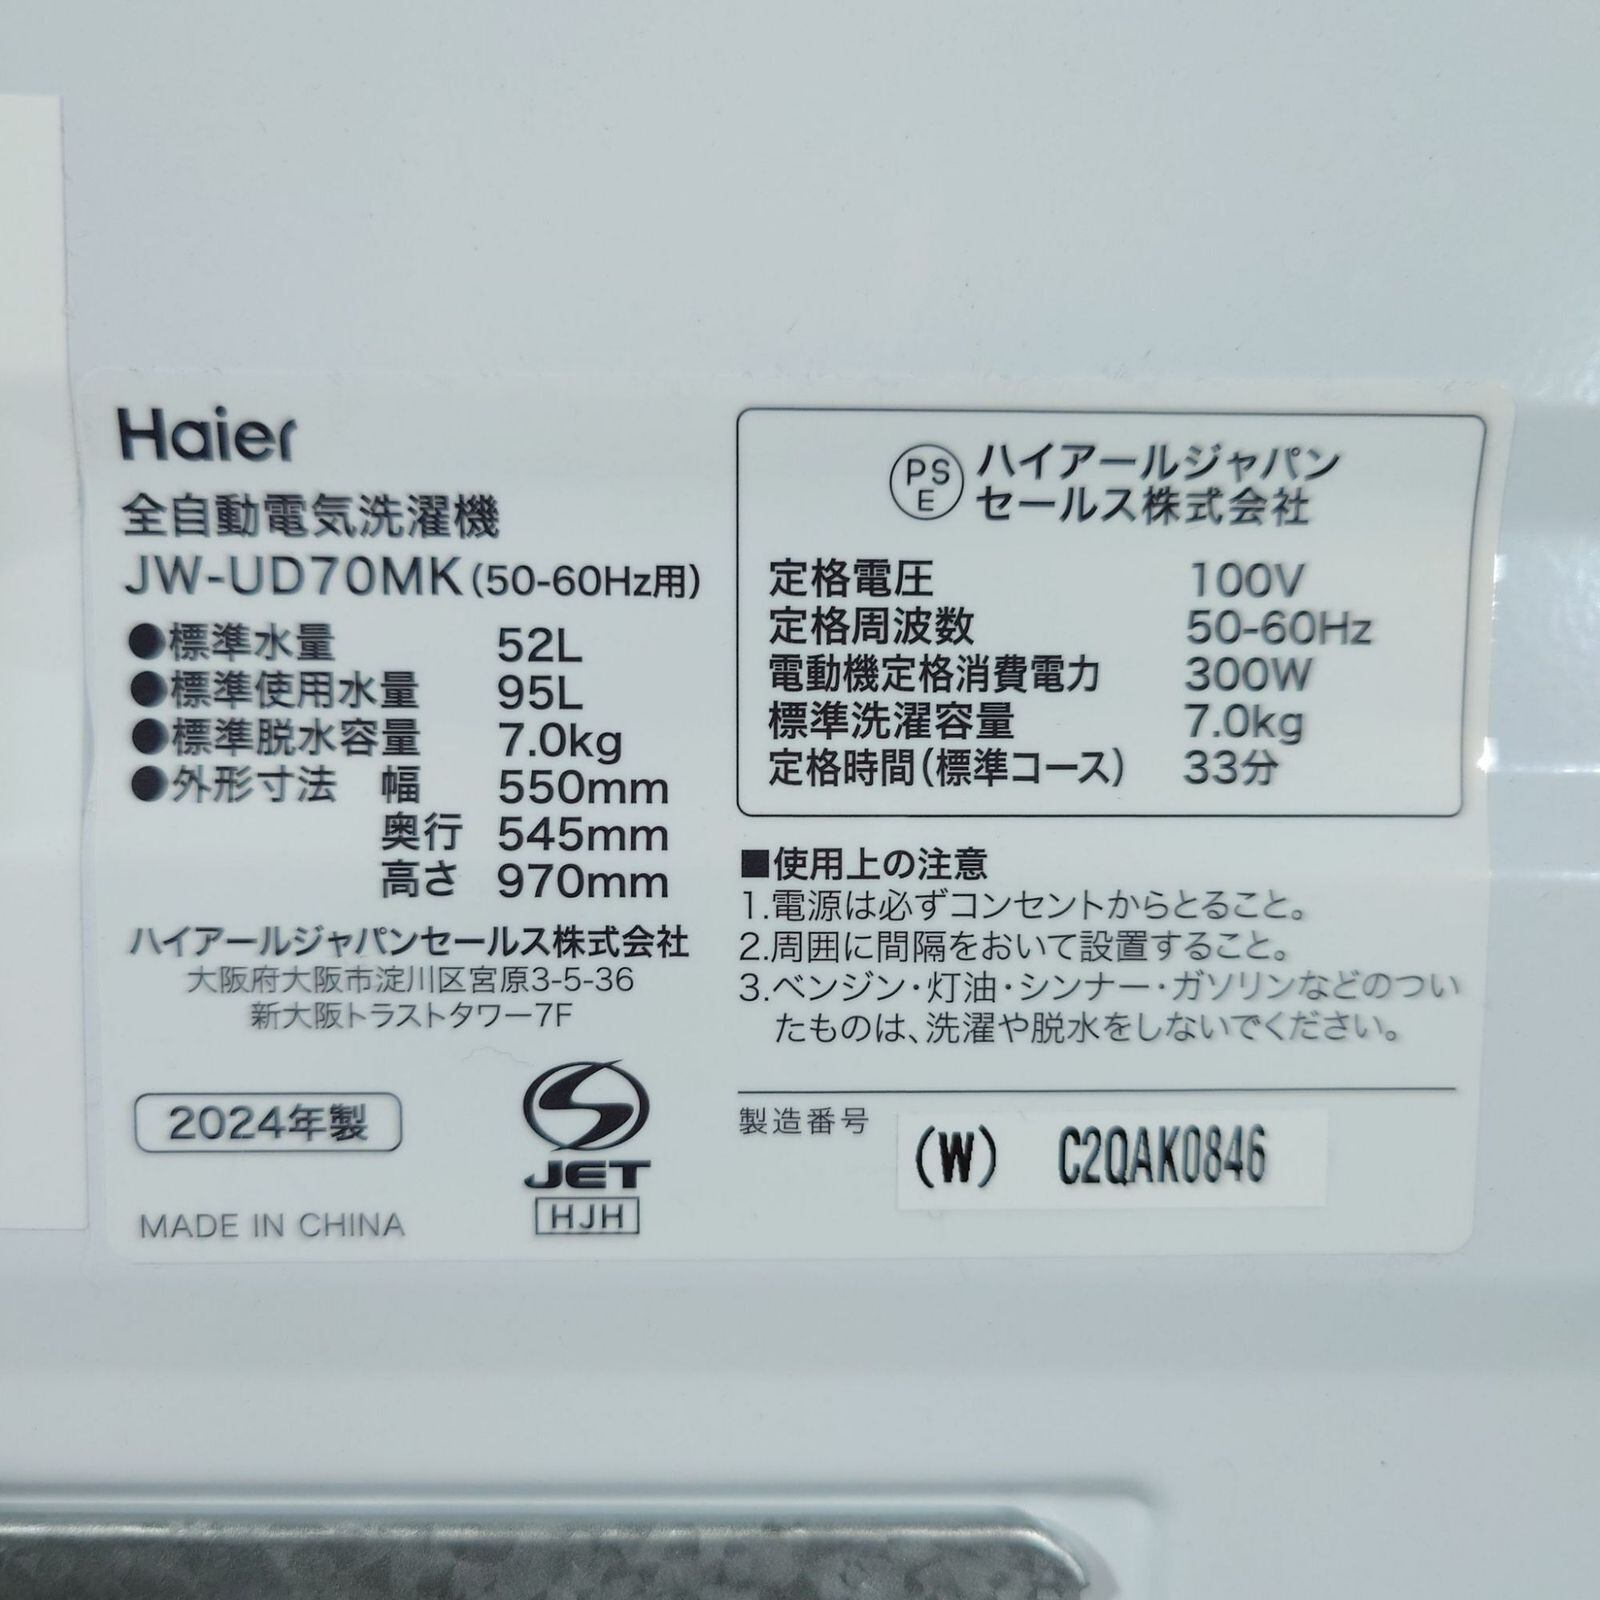 Haier
全自動電気洗濯機
JW-UD70MK(50-60Hz用)
●標準水量 52L
●標準使用水量 95L
●標準脱水容量 7.0kg
●外形寸法 幅 550mm
奥行 545mm
高さ 970mm
ハイアールジャパンセールス株式会社
大阪府大阪市淀川区宮原3-5-36
新大阪トラストタワー7F
2024年製
JET
HJH
MADE IN CHINA
PS
E
ハイアールジャパン
セールス株式会社
定格電圧 100V
定格周波数 50-60Hz
電動機定格消費電力 300W
標準洗濯容量 7.0kg
定格時間(標準コース) 33分
■使用上の注意
1.電源は必ずコンセントからとること。
2.周囲に間隔をおいて設置すること。
3.ベンジン・灯油・シンナー・ガソリンなどのつい
たものは、洗濯や脱水をしないでください。
製造番号 (W) C2QAK0846